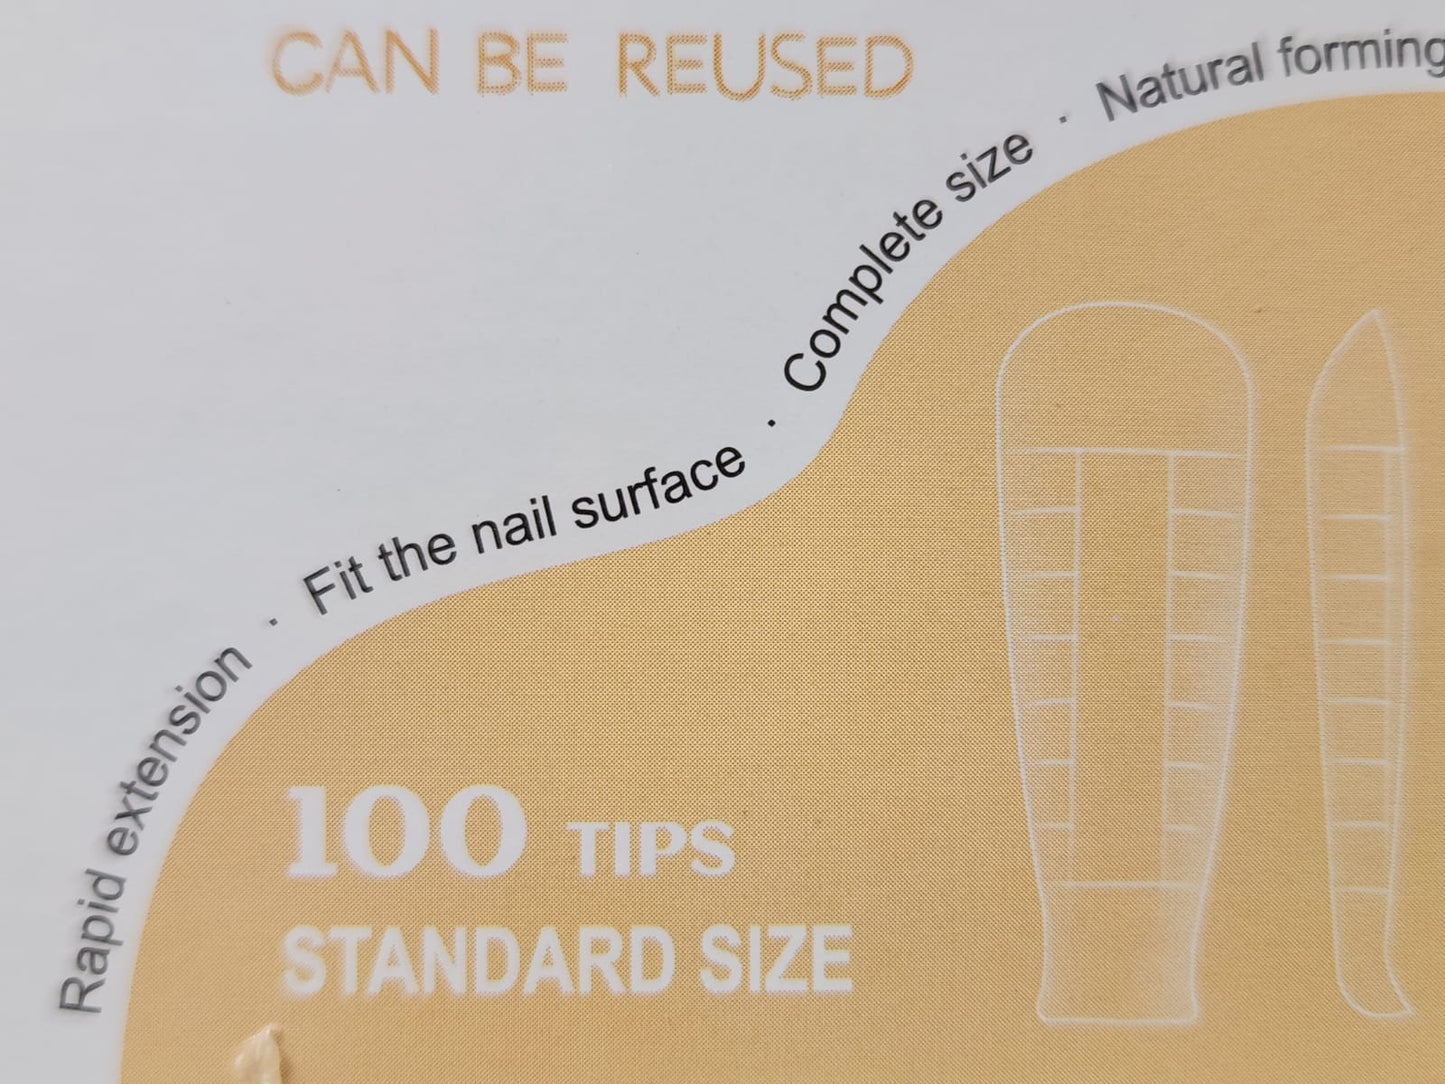 CAN BE REUSED
Rapid extension · Fit the nail surface · Complete size · Natural forming
100 TIPS
STANDARD SIZE